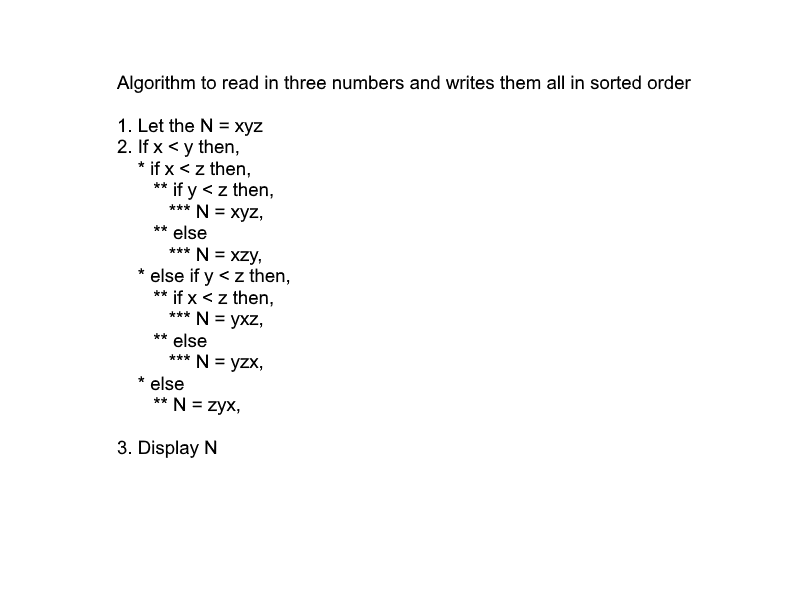 Algorithm to read in three numbers and writes them all in sorted order
1. Let the N = xyz
2. If x < y then,
* if x < z then,
** if y < z then,
*** N = xyz,
** else
*** N = xzy,
* else if y < z then,
** if x < z then,
*** N = yxz,
** else
*** N = yzx,
* else
** N = zyx,
3. Display N